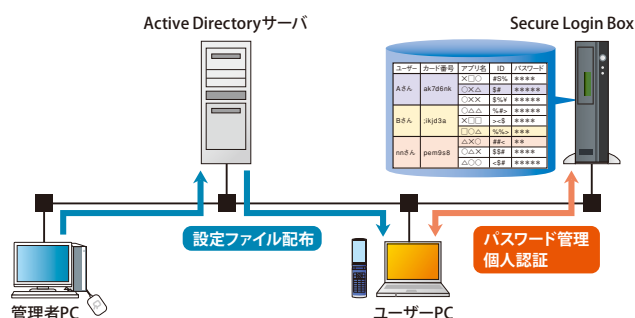 Active Directoryサーバ
Secure Login Box
ユーザー カード番号 アプリ名 ID パスワード
Aさん ak7d6nk ×□○ #S% ****
○×△ $# *****
○×× $%¥ *****
Bさん ;ikjd3a ○△△ %#> *****
×□□ ><$ ****
□○△ %%> ***
nnさん pem9s8 △×○ ##< **
○△× $$# ****
△○○ <$# *****
設定ファイル配布
パスワード管理
個人認証
管理者PC
ユーザーPC